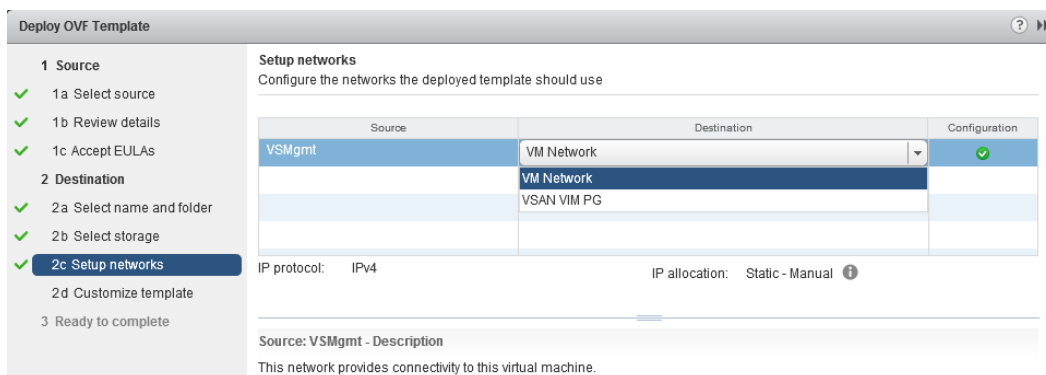 Deploy OVF Template
?
1 Source
1a Select source
1b Review details
1c Accept EULAs
2 Destination
2a Select name and folder
2b Select storage
2c Setup networks
2d Customize template
3 Ready to complete
Setup networks
Configure the networks the deployed template should use
Source Destination Configuration
VSMgmt VM Network
VM Network
VSAN VIM PG
IP protocol: IPv4 IP allocation: Static - Manual
Source: VSMgmt - Description
This network provides connectivity to this virtual machine.